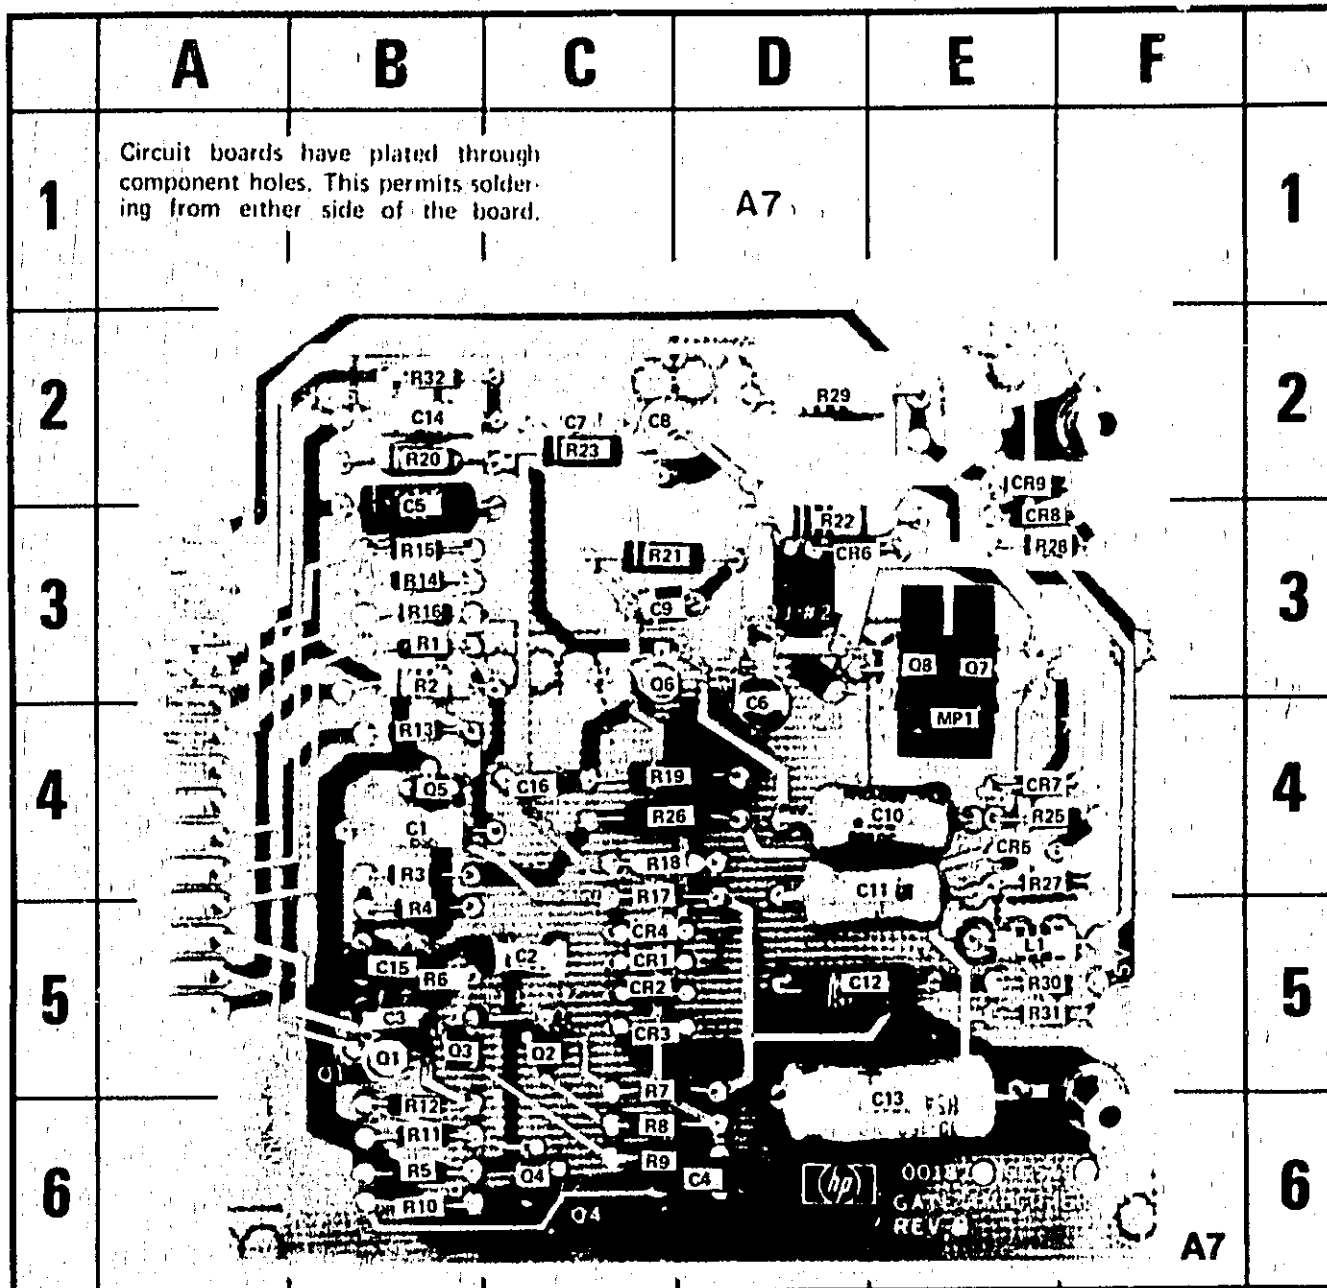 A B C D E F
1 1
Circuit boards have plated through
component holes. This permits solder-
ing from either side of the board.
A7
2 2
R32
R29
C14
C7 C8
R23
R20
CR9
C5
R22 CR8
R15 R21 CR6 R28
R14
3 3
R16 C9
R1
R2 Q6 Q8 Q7
C6
MP1
R13
4 4
Q5 C16 R19 CR7
C1 R26 C10 R25
R3 R18 CR5
R4 R17 C11 R27
CR4 L1
C15 R6 C2 CR1
5 5
CR2 C12 R30
C3 R31
Q1 Q3 Q2 CR3
Q1
R12 R7 C13
R11 R8
R5 Q4 R9 C4
6 6
R10 Q4
hp
REV
A7